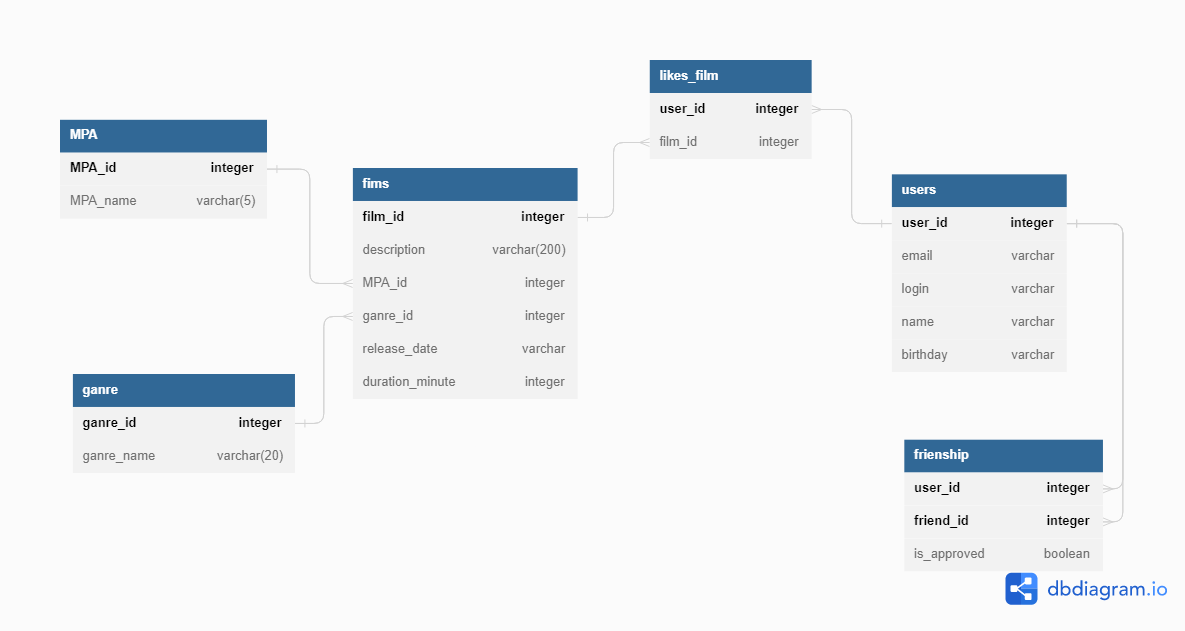 MPA
MPA_id integer
MPA_name varchar(5)
ganre
ganre_id integer
ganre_name varchar(20)
fims
film_id integer
description varchar(200)
MPA_id integer
ganre_id integer
release_date varchar
duration_minute integer
likes_film
user_id integer
film_id integer
users
user_id integer
email varchar
login varchar
name varchar
birthday varchar
frienship
user_id integer
friend_id integer
is_approved boolean
dbdiagram.io